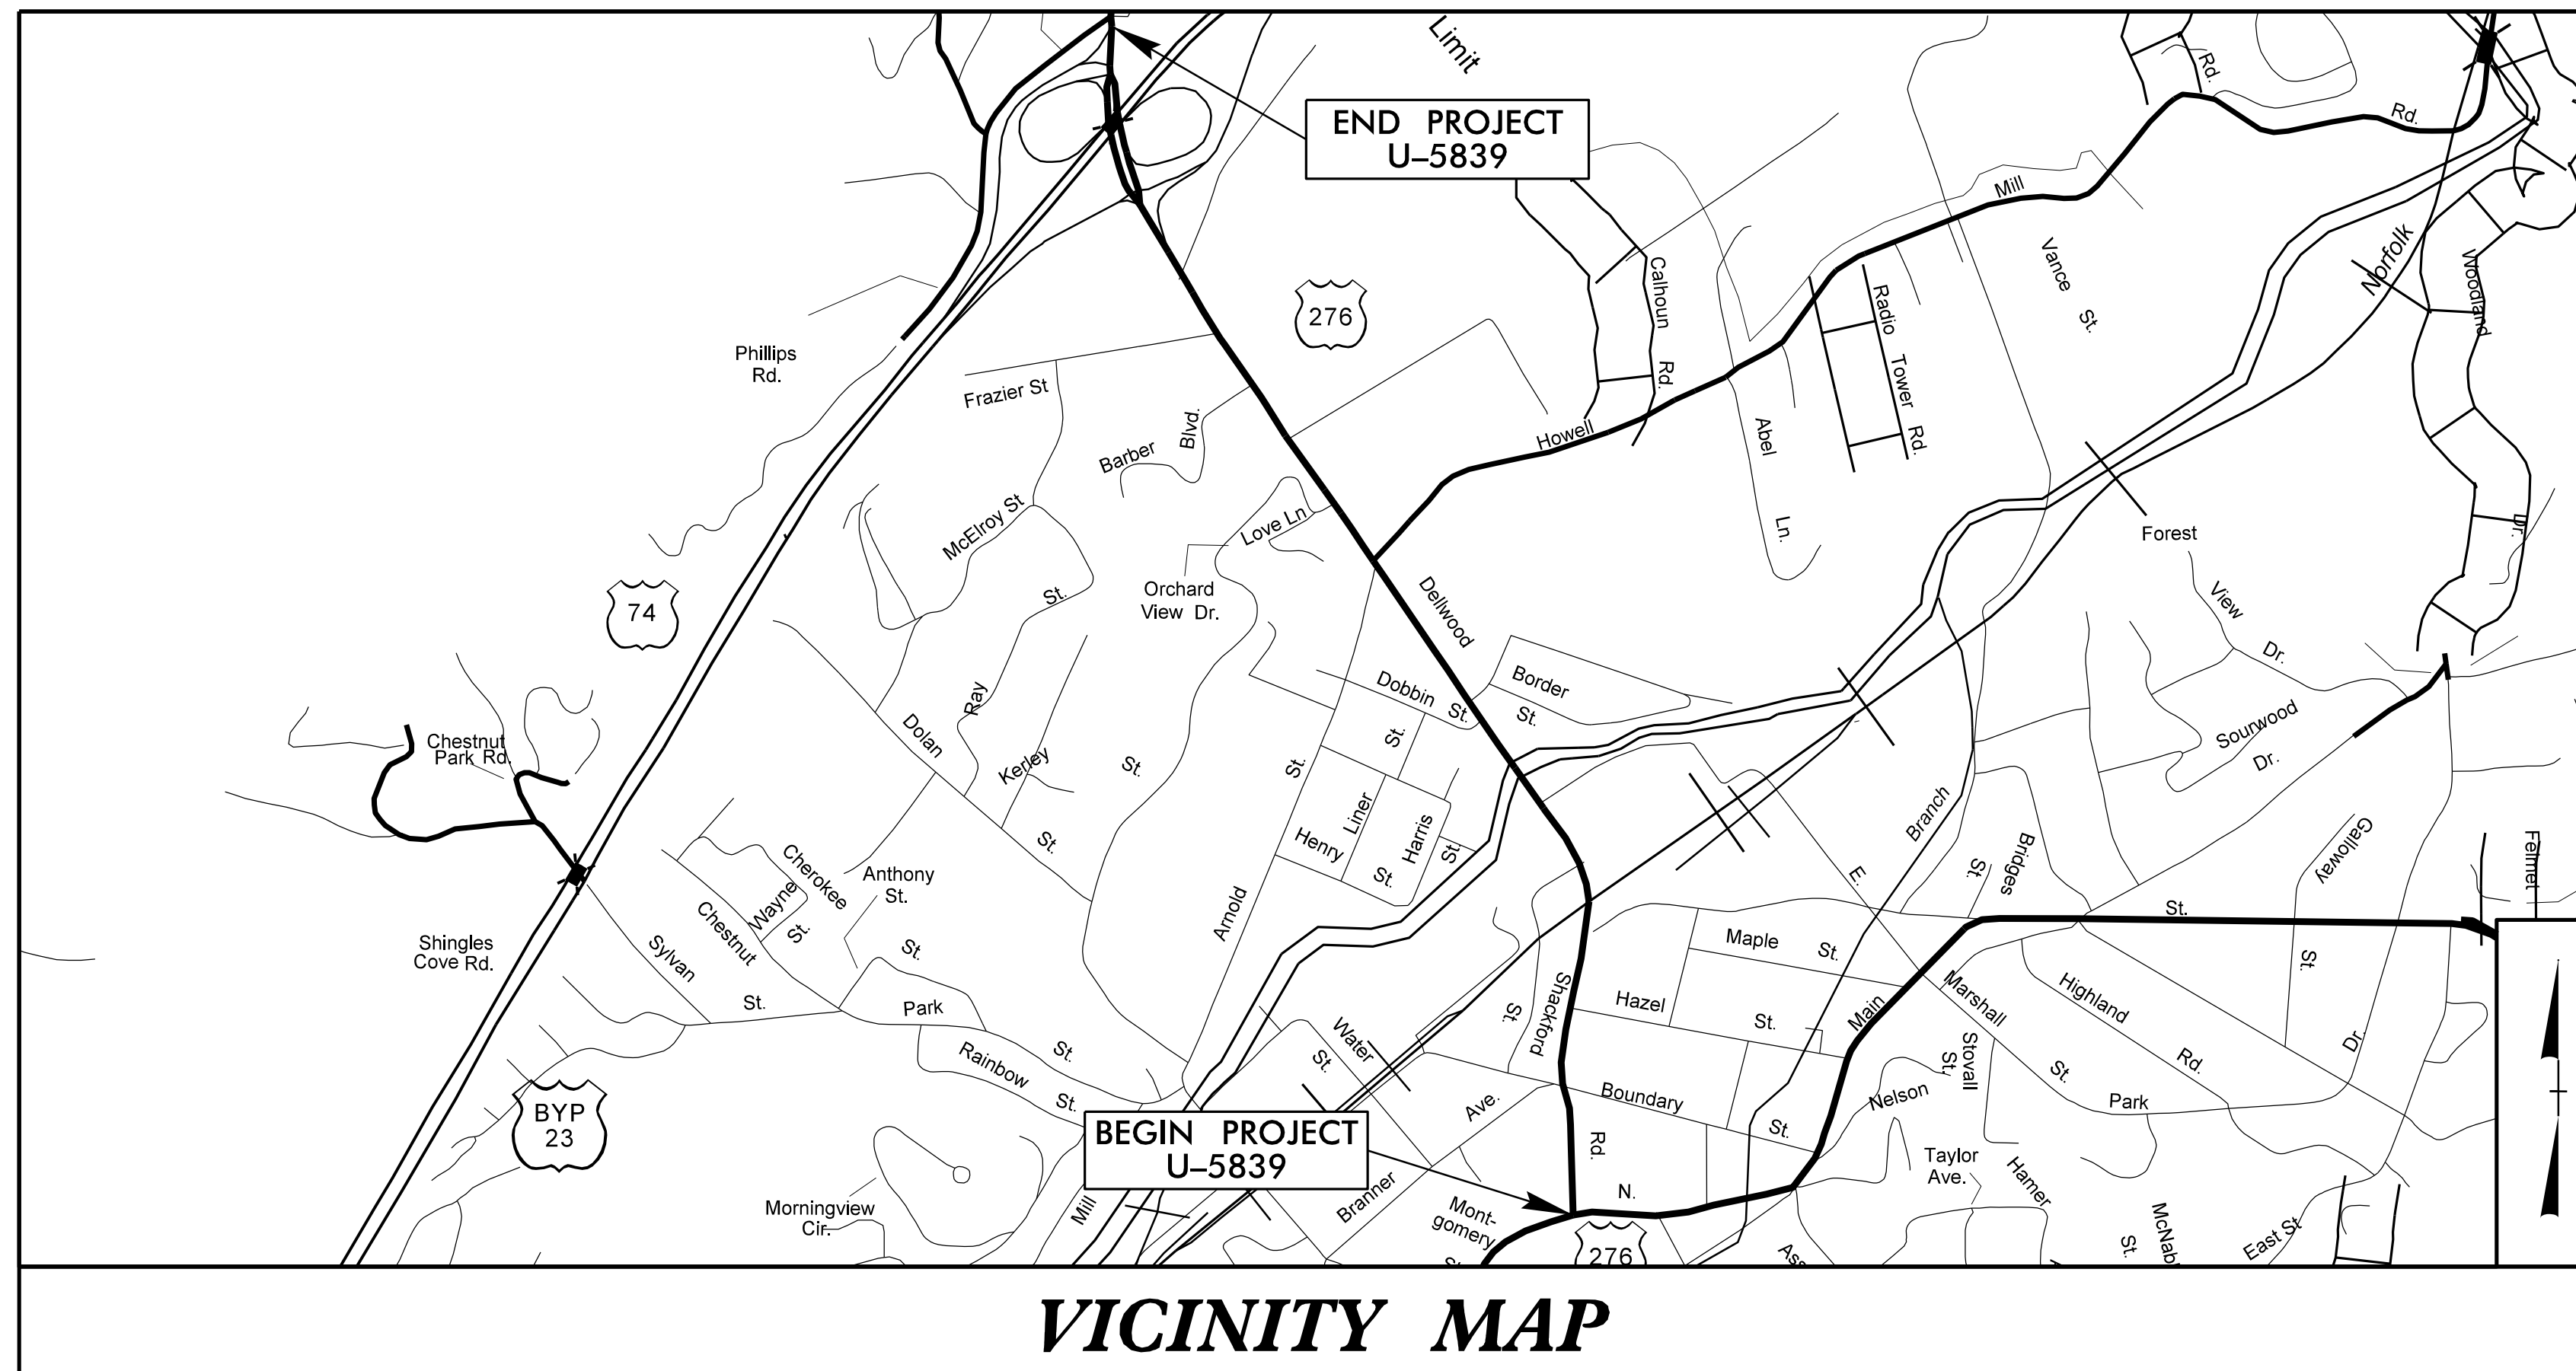 Limit
END PROJECT
U–5839
Rd.
Rd.
Mill
Vance
St.
Norfolk
Woodland
Dr.
276
Calhoun
Rd.
Radio Tower Rd.
Phillips
Rd.
Frazier St
Barber
Blvd.
Howell
Abel
Ln.
McElroy St
Love Ln
Forest
View
Dr.
74
Orchard
View Dr.
St.
Dellwood
Ray
Dobbin
St.
Border
St.
Dolan
St.
Kerley
St.
Sourwood
Dr.
Chestnut
Park Rd.
St.
St.
Liner
Henry
St.
Harris
St.
Branch
E.
St.
Bridges
Galloway
St.
Felmet
Cherokee
Wayne
St.
Anthony
St.
Arnold
Chestnut
St.
Shingles
Cove Rd.
Sylvan
St.
Park
St.
St.
Maple St.
Shackford
St.
Hazel
St.
Main
Marshall
St.
Highland
Rd.
Dr.
Water
St.
Rainbow
St.
Stovall
St.
Nelson
Park
Boundary
St.
Ave.
BYP
23
BEGIN PROJECT
U–5839
Rd.
N.
Taylor
Ave.
Hamer
Branner
Mill
Morningview
Cir.
Mont-
gomery
276
McNab
St.
East St
VICINITY MAP